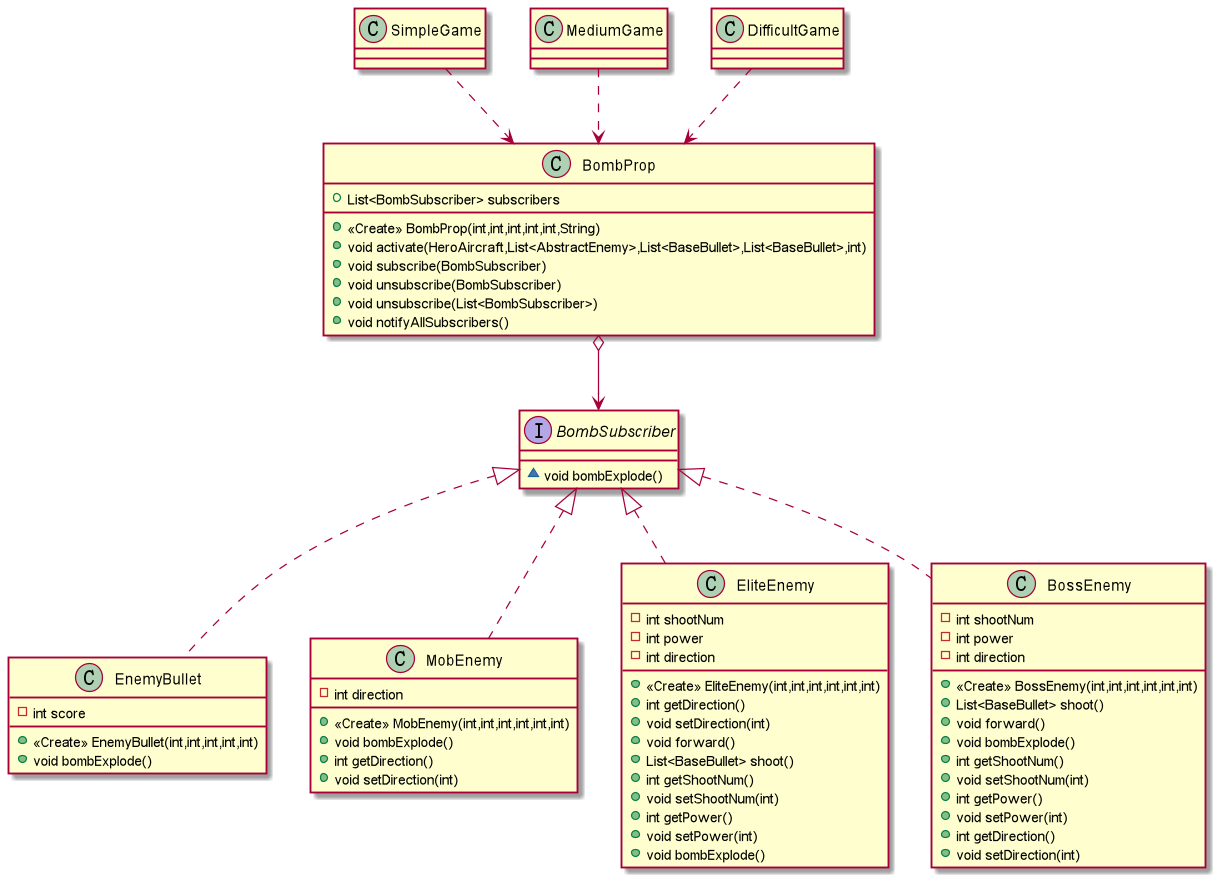 C SimpleGame
C MediumGame
C DifficultGame
C BombProp
List<BombSubscriber> subscribers
«Create» BombProp(int,int,int,int,int,String)
void activate(HeroAircraft,List<AbstractEnemy>,List<BaseBullet>,List<BaseBullet>,int)
void subscribe(BombSubscriber)
void unsubscribe(BombSubscriber)
void unsubscribe(List<BombSubscriber>)
void notifyAllSubscribers()
I BombSubscriber
void bombExplode()
C EnemyBullet
int score
«Create» EnemyBullet(int,int,int,int,int)
void bombExplode()
C MobEnemy
int direction
«Create» MobEnemy(int,int,int,int,int,int)
void bombExplode()
int getDirection()
void setDirection(int)
C EliteEnemy
int shootNum
int power
int direction
«Create» EliteEnemy(int,int,int,int,int,int)
int getDirection()
void setDirection(int)
void forward()
List<BaseBullet> shoot()
int getShootNum()
void setShootNum(int)
int getPower()
void setPower(int)
void bombExplode()
C BossEnemy
int shootNum
int power
int direction
«Create» BossEnemy(int,int,int,int,int,int)
List<BaseBullet> shoot()
void forward()
void bombExplode()
int getShootNum()
void setShootNum(int)
int getPower()
void setPower(int)
int getDirection()
void setDirection(int)